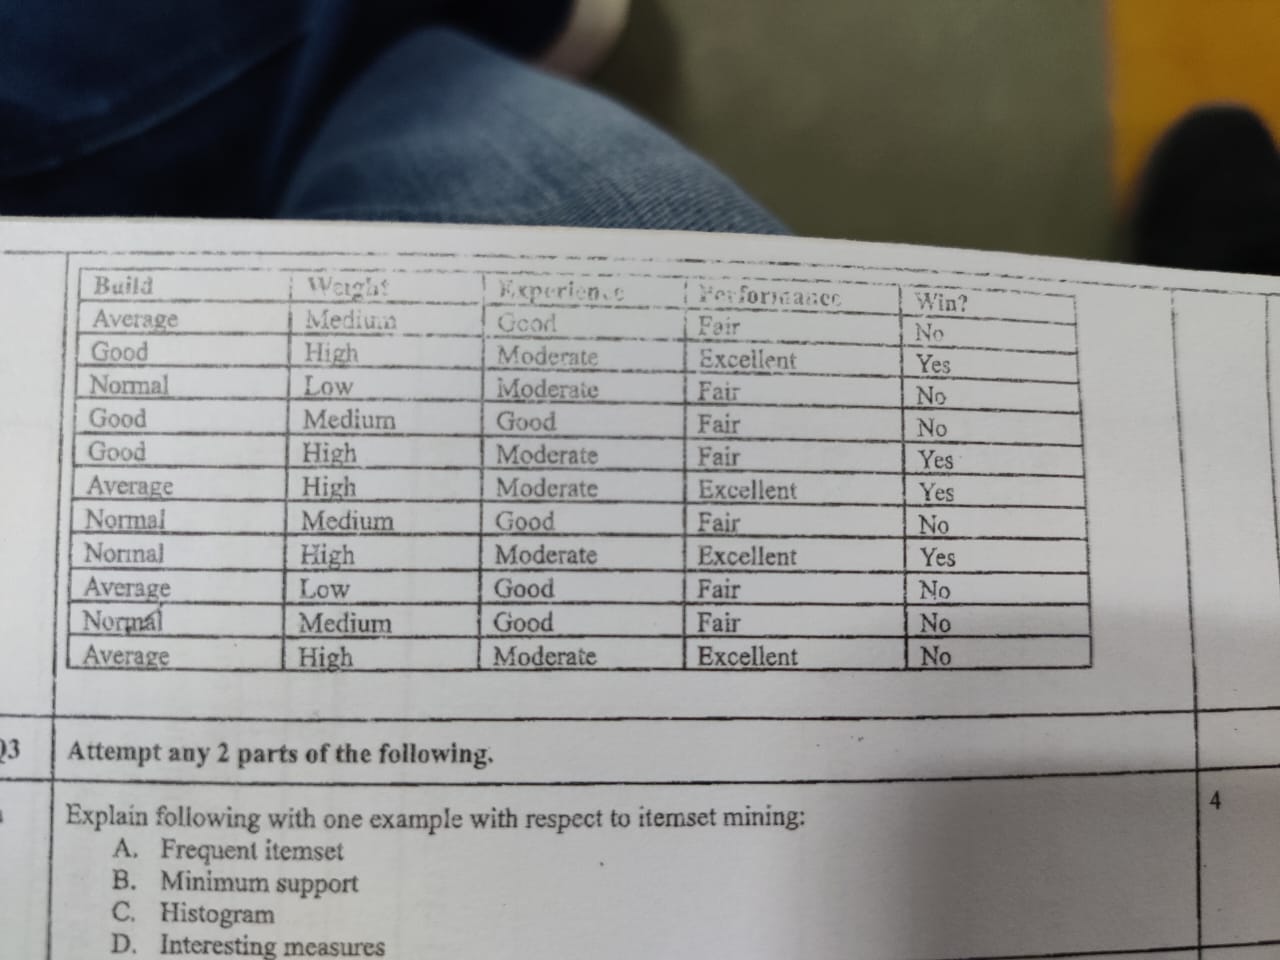 Build Weight Experience Performance Win?
Average Medium Good Fair No
Good High Moderate Excellent Yes
Normal Low Moderate Fair No
Good Medium Good Fair No
Good High Moderate Fair Yes
Average High Moderate Excellent Yes
Normal Medium Good Fair No
Normal High Moderate Excellent Yes
Average Low Good Fair No
Normal Medium Good Fair No
Average High Moderate Excellent No
Q3 Attempt any 2 parts of the following.
Explain following with one example with respect to itemset mining: 4
A. Frequent itemset
B. Minimum support
C. Histogram
D. Interesting measures